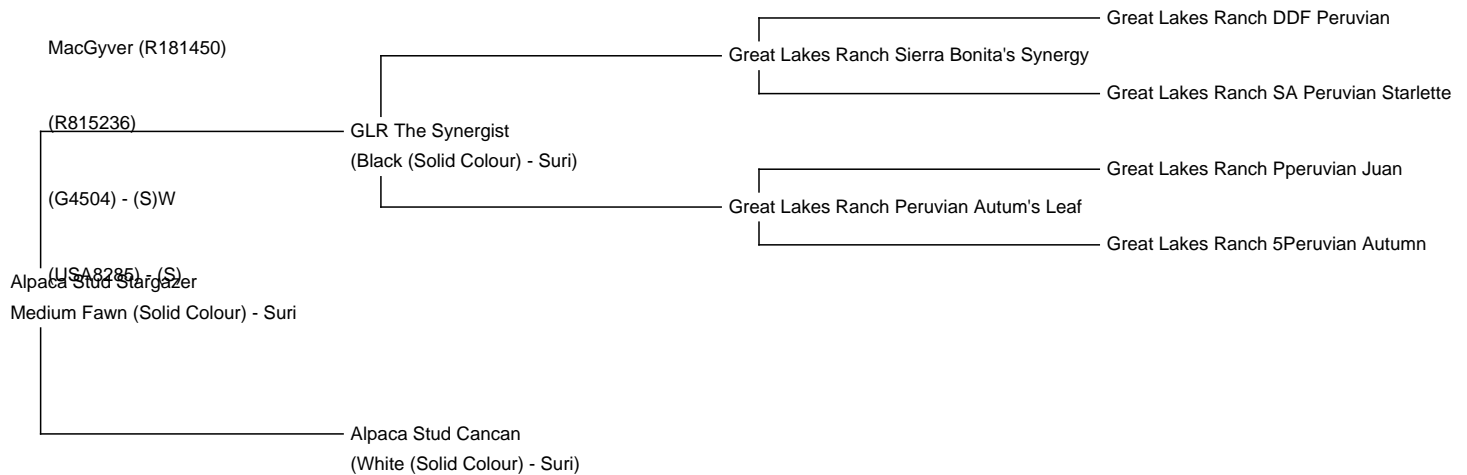 Great Lakes Ranch DDF Peruvian
MacGyver (R181450)
Great Lakes Ranch Sierra Bonita's Synergy
Great Lakes Ranch SA Peruvian Starlette
(R815236)
GLR The Synergist
(Black (Solid Colour) - Suri)
Great Lakes Ranch Pperuvian Juan
(G4504) - (S)W
Great Lakes Ranch Peruvian Autum's Leaf
Great Lakes Ranch 5Peruvian Autumn
(USA8285) - (S)
Alpaca Stud Stargazer
Medium Fawn (Solid Colour) - Suri
Alpaca Stud Cancan
(White (Solid Colour) - Suri)